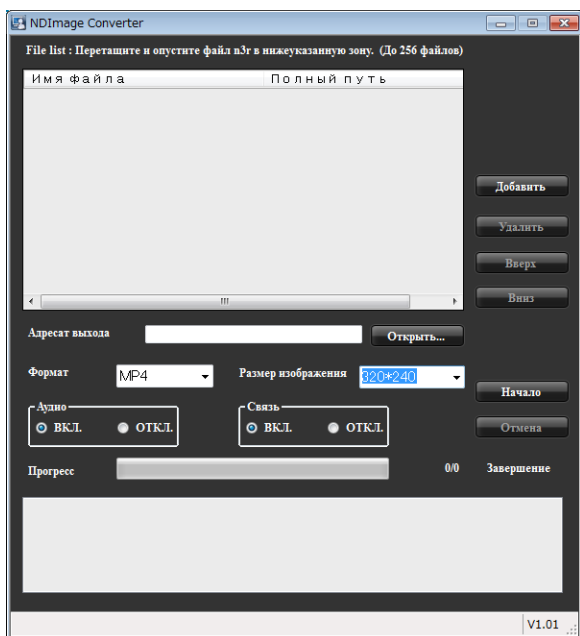 NDImage Converter
File list : Переташите и опустите файл n3r в нижеуказанную зону. (До 256 файлов)
Имя файла Полный путь
Добавить
Удалить
Вверх
Вниз
Адресат выхода Открыть...
Формат MP4 Размер изображения 320*240
Начало
Аудио Связь
ВКЛ. ОТКЛ. ВКЛ. ОТКЛ.
Отмена
Прогресс 0/0 Завершение
V1.01